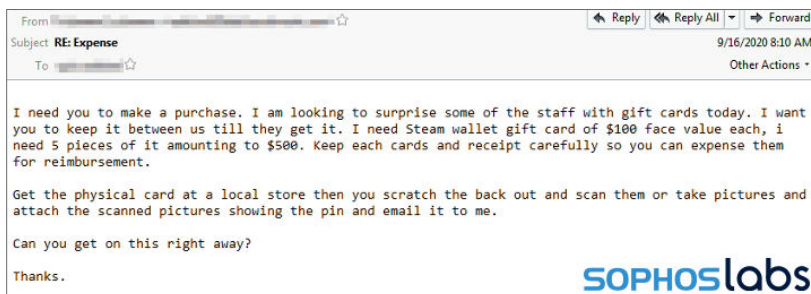 From
Reply Reply All Forward
Subject RE: Expense
9/16/2020 8:10 AM
To
Other Actions
I need you to make a purchase. I am looking to surprise some of the staff with gift cards today. I want
you to keep it between us till they get it. I need Steam wallet gift card of $100 face value each, i
need 5 pieces of it amounting to $500. Keep each cards and receipt carefully so you can expense them
for reimbursement.
Get the physical card at a local store then you scratch the back out and scan them or take pictures and
attach the scanned pictures showing the pin and email it to me.
Can you get on this right away?
Thanks.
SOPHOSlabs